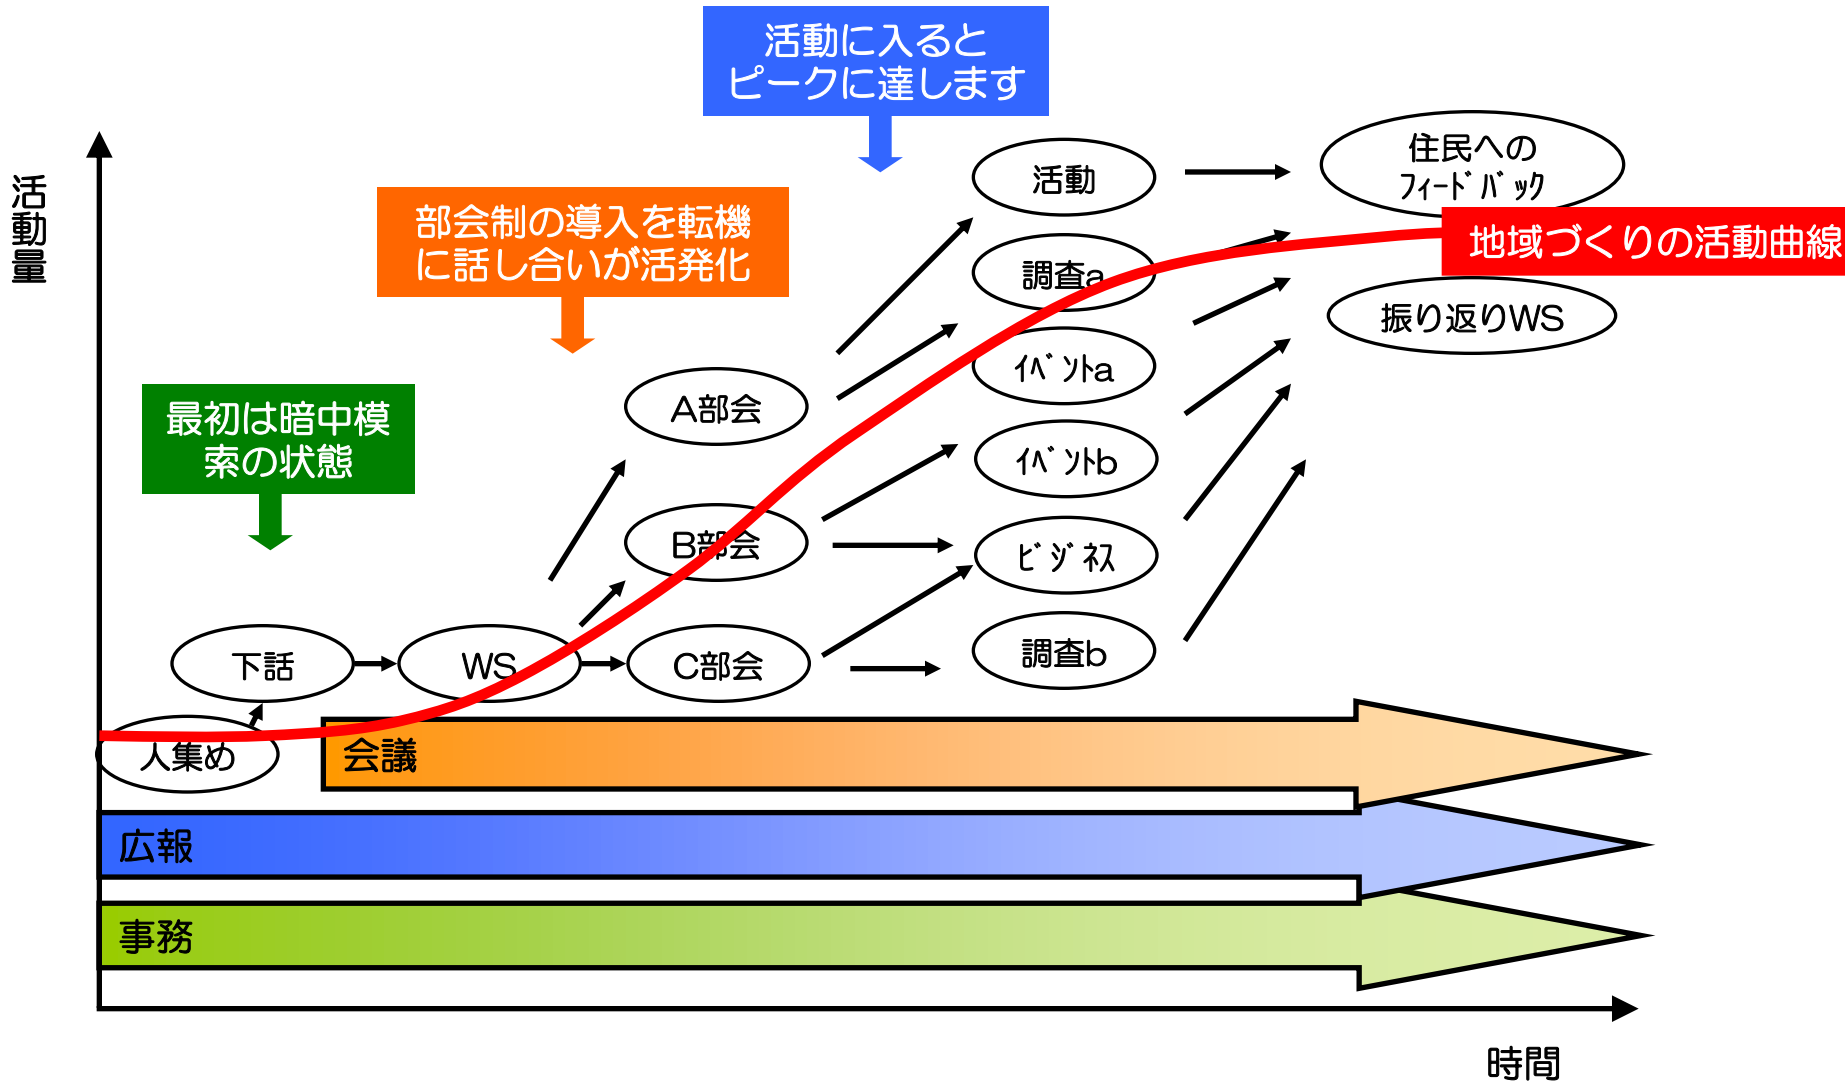 活動に入ると
ピークに達します
活動量
部会制の導入を転機
に話し合いが活発化
最初は暗中模
索の状態
活動
住民への
ﾌｨｰﾄﾞﾊﾞｯｸ
地域づくりの活動曲線
調査a
振り返りWS
ｲﾍﾞﾝﾄa
A部会
ｲﾍﾞﾝﾄb
B部会
ﾋﾞｼﾞﾈｽ
下話
WS
C部会
調査b
人集め
会議
広報
事務
時間